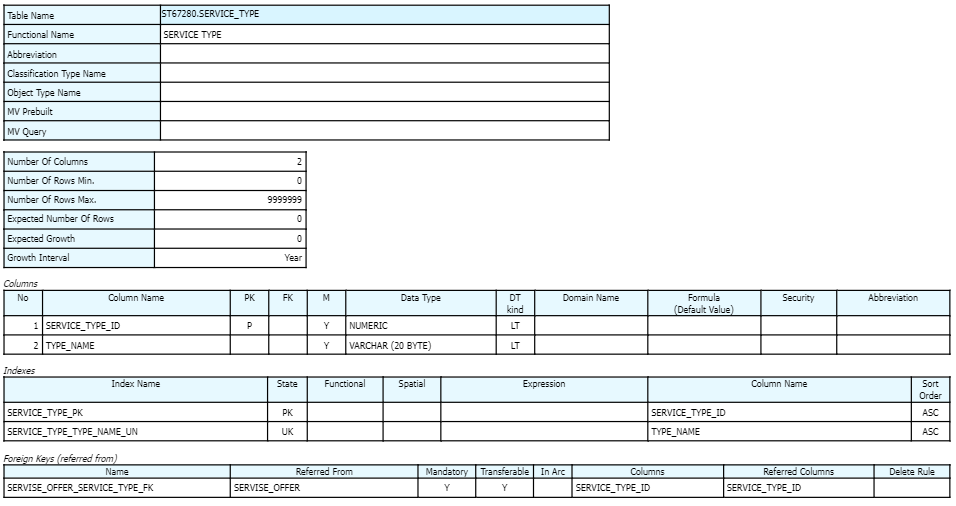 Table Name ST67280.SERVICE_TYPE
Functional Name SERVICE TYPE
Abbreviation
Classification Type Name
Object Type Name
MV Prebuilt
MV Query
Number Of Columns 2
Number Of Rows Min. 0
Number Of Rows Max. 9999999
Expected Number Of Rows 0
Expected Growth 0
Growth Interval Year
Columns
No Column Name PK FK M Data Type DT kind Domain Name Formula (Default Value) Security Abbreviation
1 SERVICE_TYPE_ID P Y NUMERIC LT
2 TYPE_NAME Y VARCHAR (20 BYTE) LT
Indexes
Index Name State Functional Spatial Expression Column Name Sort Order
SERVICE_TYPE_PK PK SERVICE_TYPE_ID ASC
SERVICE_TYPE_TYPE_NAME_UN UK TYPE_NAME ASC
Foreign Keys (referred from)
Name Referred From Mandatory Transferable In Arc Columns Referred Columns Delete Rule
SERVISE_OFFER_SERVICE_TYPE_FK SERVISE_OFFER Y Y SERVICE_TYPE_ID SERVICE_TYPE_ID